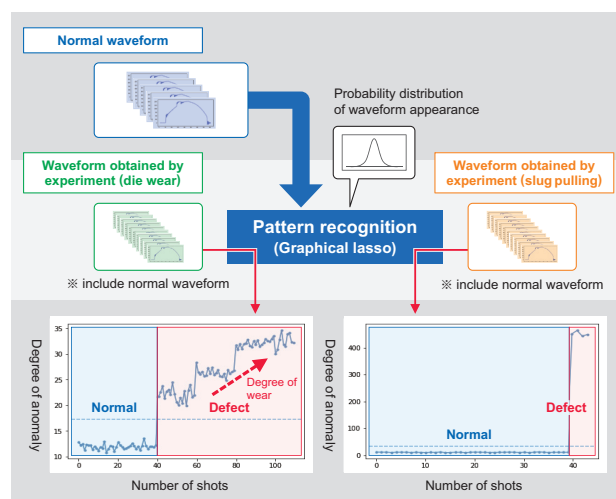 Normal waveform
Probability distribution
of waveform appearance
Waveform obtained by
experiment (die wear)
Waveform obtained by
experiment (slug pulling)
Pattern recognition
(Graphical lasso)
※ include normal waveform
※ include normal waveform
Degree of anomaly
35
30
25
20
15
10
Normal
Defect
Degree of
wear
0
20
40
60
80
100
Number of shots
Degree of anomaly
400
300
200
100
0
Normal
Defect
0
10
20
30
40
Number of shots